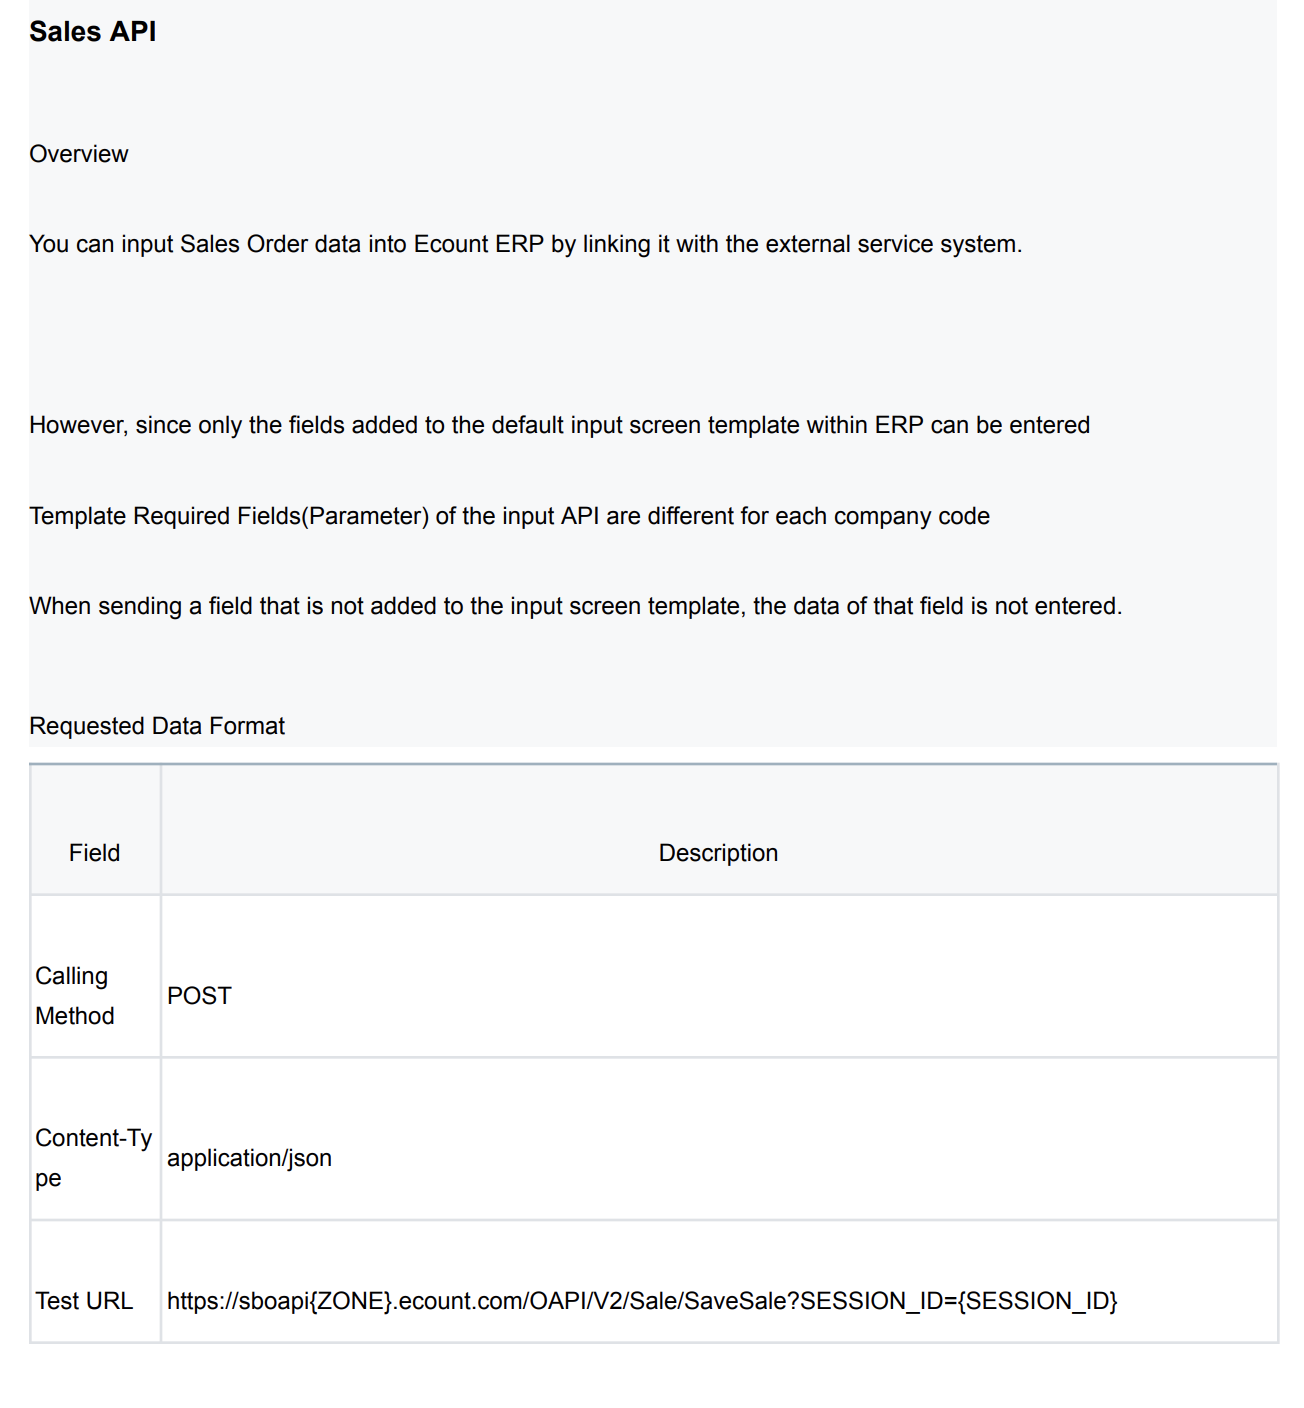 Sales API
Overview
You can input Sales Order data into Ecount ERP by linking it with the external service system.
However, since only the fields added to the default input screen template within ERP can be entered
Template Required Fields(Parameter) of the input API are different for each company code
When sending a field that is not added to the input screen template, the data of that field is not entered.
Requested Data Format
Field
Description
Calling
Method
POST
Content-Ty
pe
application/json
Test URL
https://sboapi{ZONE}.ecount.com/OAPI/V2/Sale/SaveSale?SESSION_ID={SESSION_ID}